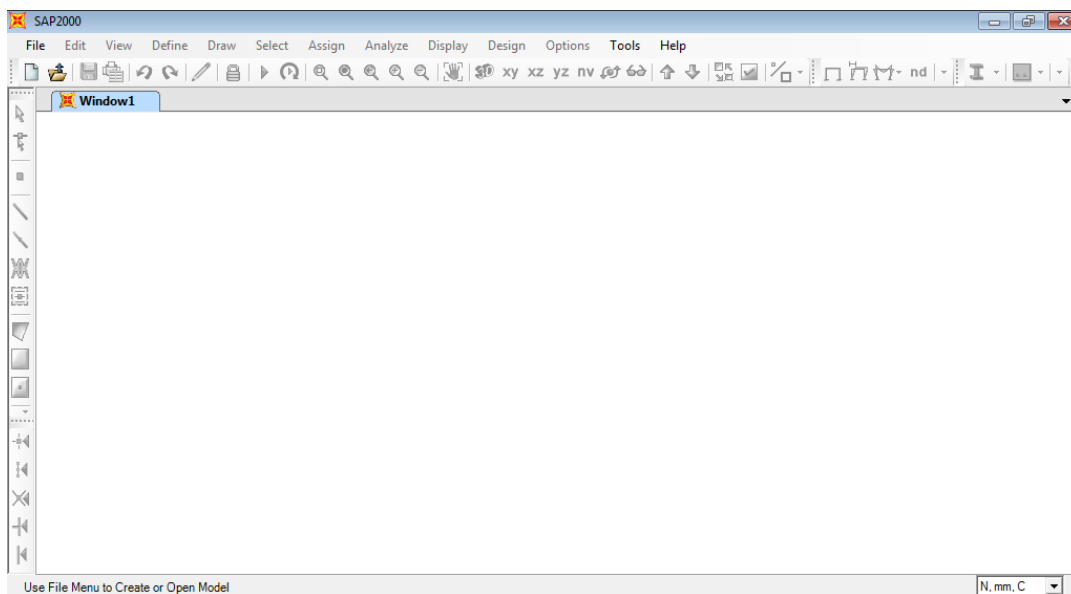 SAP2000
File Edit View Define Draw Select Assign Analyze Display Design Options Tools Help
3D xy xz yz nv nd
Window1
Use File Menu to Create or Open Model N, mm, C